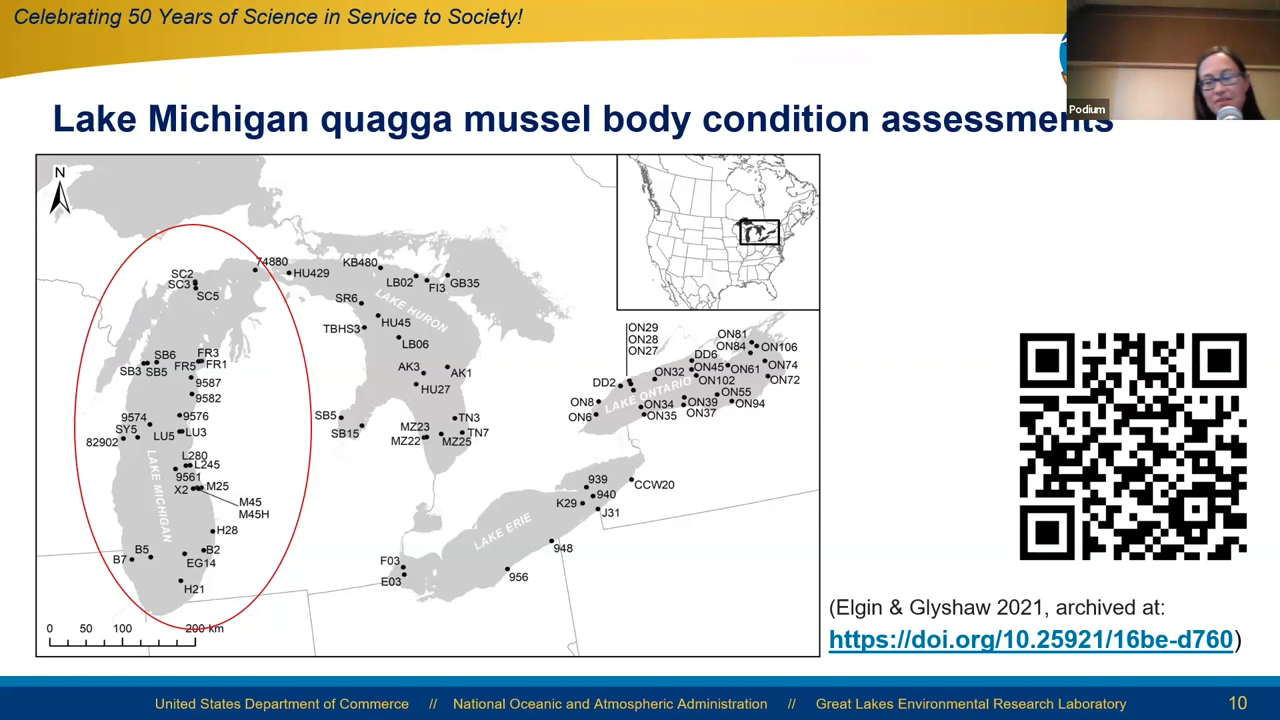 Celebrating 50 Years of Science in Service to Society!
Podium
Lake Michigan quagga mussel body condition assessments
N
74880
HU429
KB480
LB02
FI3
GB35
SC2
SC3
SC5
SR6
LAKE HURON
HU45
TBHS3
LB06
SB6
SB3
SB5
FR3
FR5
FR1
9587
9582
AK3
AK1
HU27
9574
9576
SY5
LU5
LU3
82902
SB5
SB15
TN3
MZ23
TN7
MZ22
MZ25
L280
L245
9561
X2
M25
M45
M45H
LAKE MICHIGAN
H28
B5
B7
B2
EG14
H21
ON29
ON28
ON27
ON81
ON84
ON106
DD6
ON45
ON61
ON74
ON32
ON102
ON72
DD2
LAKE ONTARIO
ON55
ON8
ON34
ON39
ON94
ON6
ON35
ON37
939
CCW20
940
K29
J31
LAKE ERIE
948
F03
E03
956
0 50 100 200 km
(Elgin & Glyshaw 2021, archived at:
https://doi.org/10.25921/16be-d760)
United States Department of Commerce // National Oceanic and Atmospheric Administration // Great Lakes Environmental Research Laboratory 10